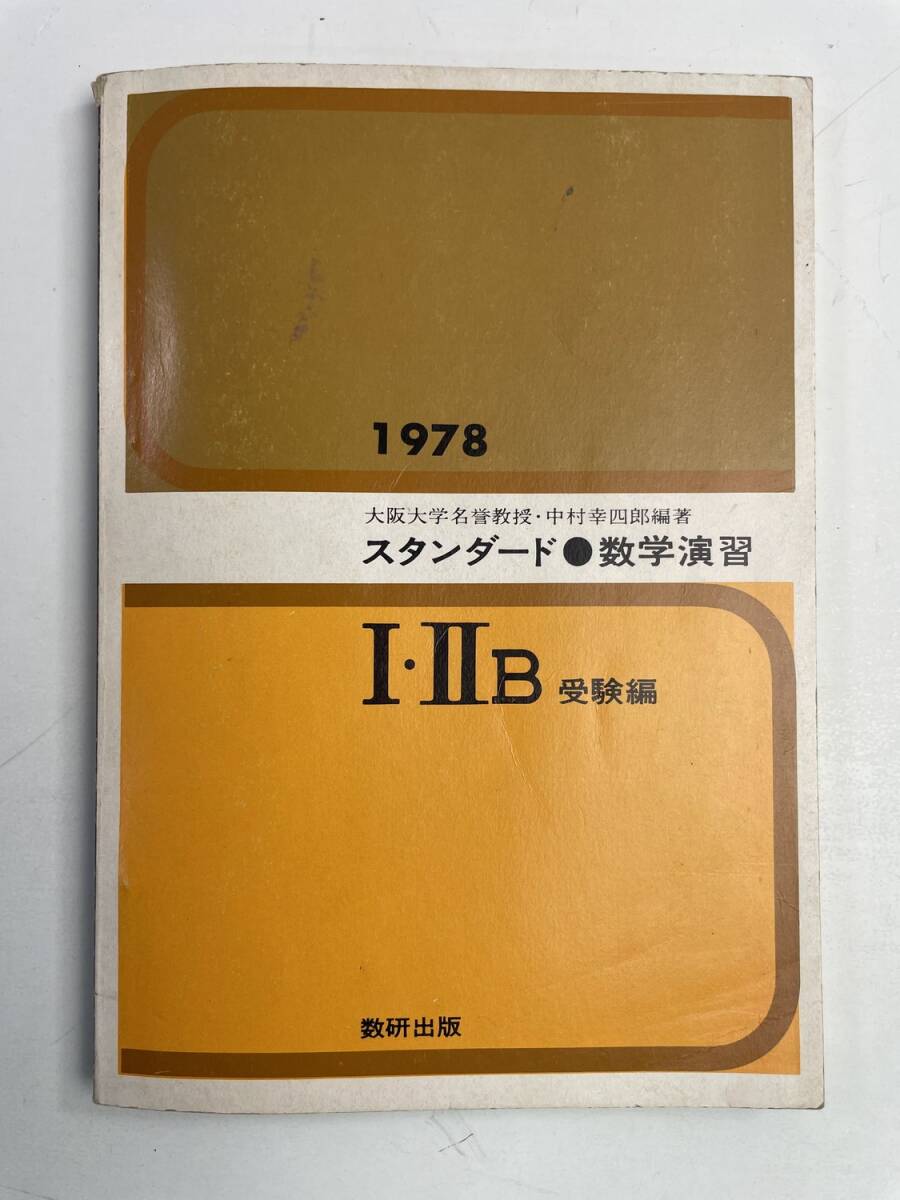 1978
大阪大学名誉教授・中村幸四郎編著
スタンダード●数学演習
I・IIB 受験編
数研出版